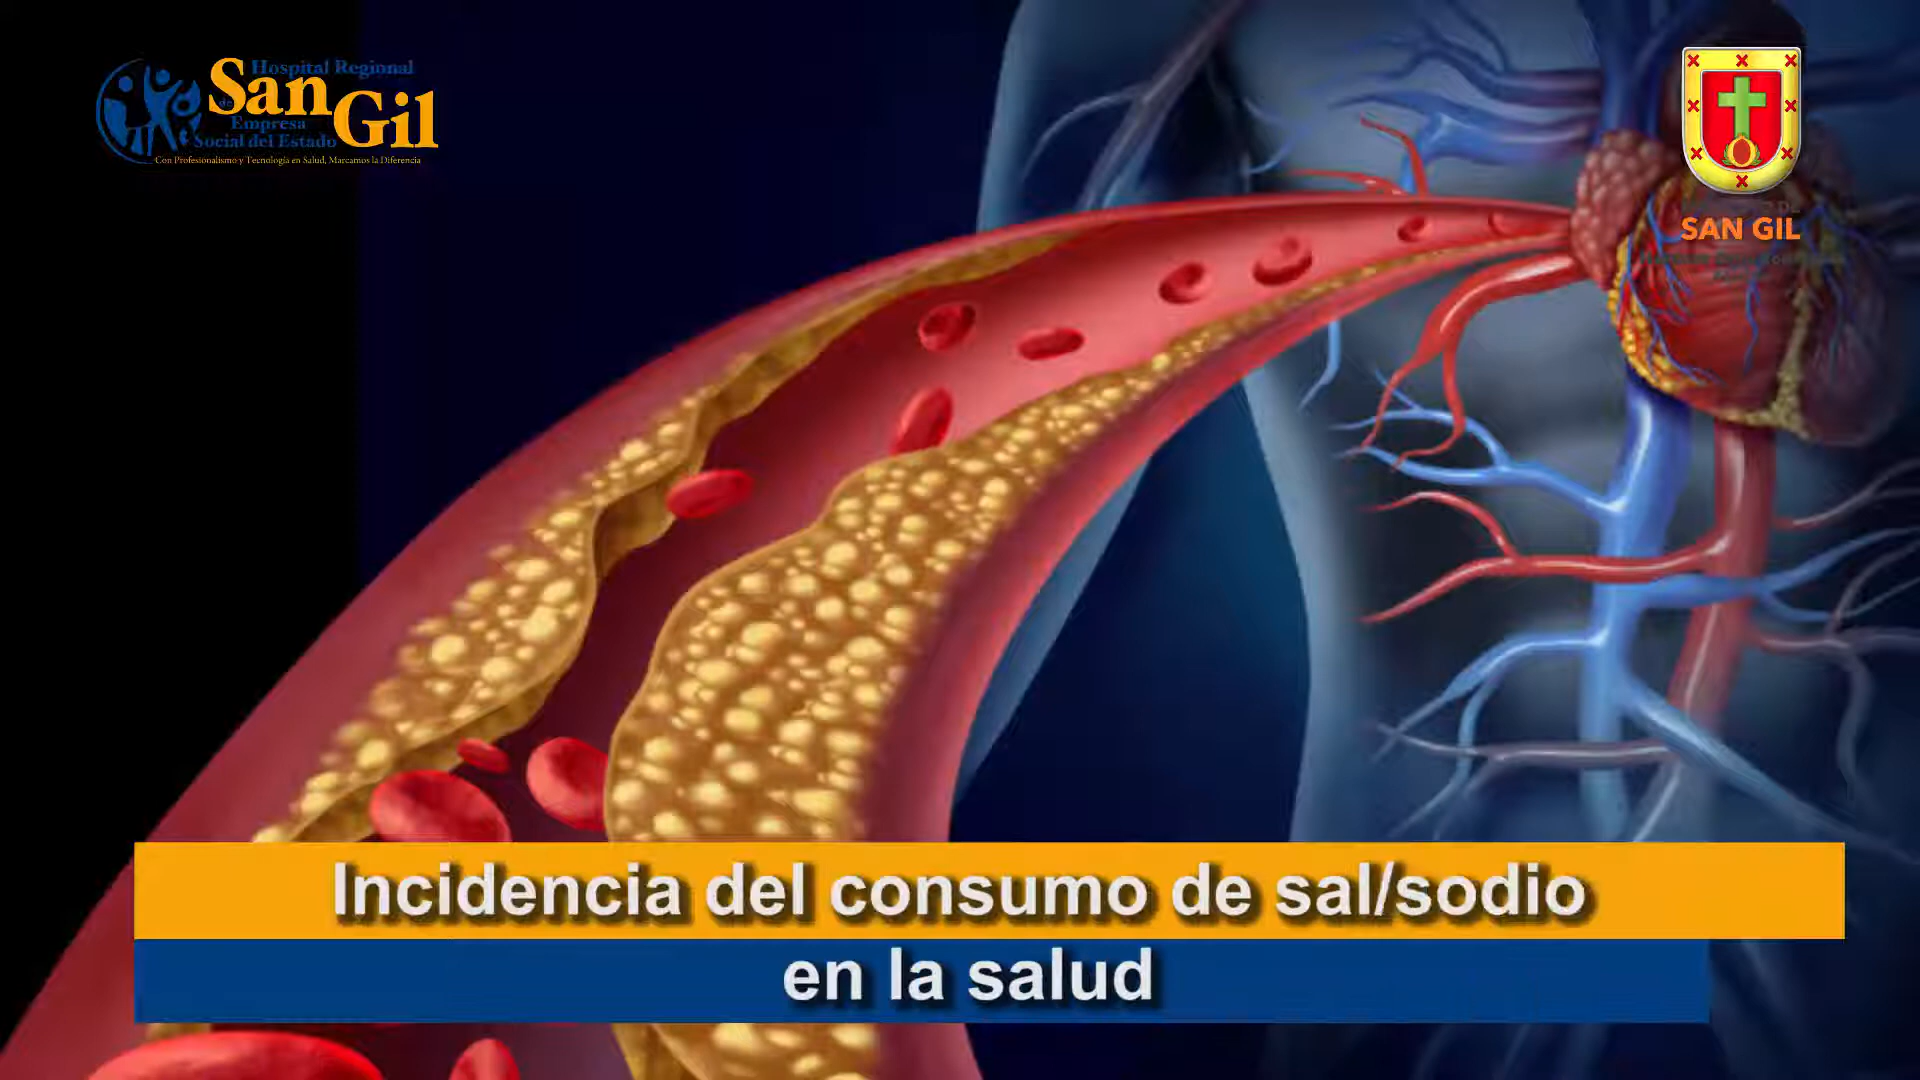 Hospital Regional
San
de
Gil
Empresa
Social del Estado
Con Profesionalismo y Tecnología en Salud, Marcamos la Diferencia
SAN GIL
Incidencia del consumo de sal/sodio
en la salud